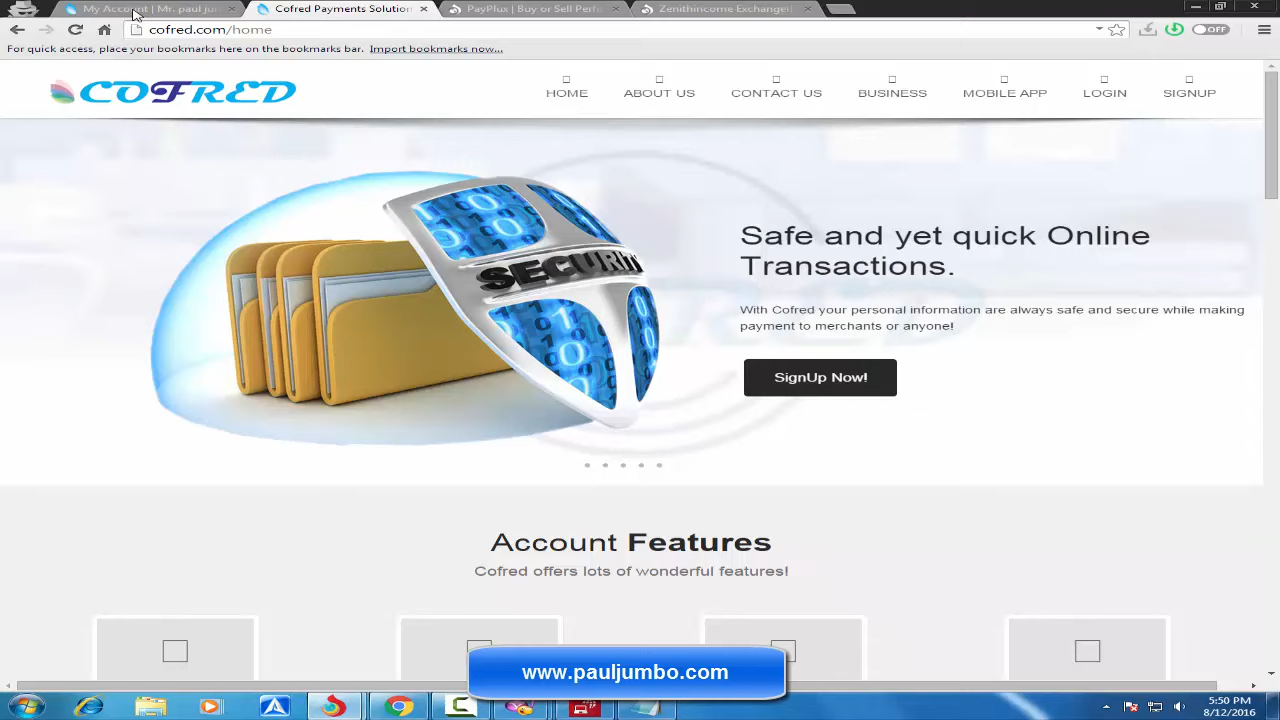 My Account | Mr. paul jum
Cofred Payments Solution
PayPlus | Buy or Sell Perfe
Zenithincome Exchange|
cofred.com/home
OFF
For quick access, place your bookmarks here on the bookmarks bar. Import bookmarks now...
COFRED
HOME
ABOUT US
CONTACT US
BUSINESS
MOBILE APP
LOGIN
SIGNUP
SECURITY
Safe and yet quick Online
Transactions.
With Cofred your personal information are always safe and secure while making
payment to merchants or anyone!
SignUp Now!
Account Features
Cofred offers lots of wonderful features!
www.pauljumbo.com
5:50 PM
8/12/2016